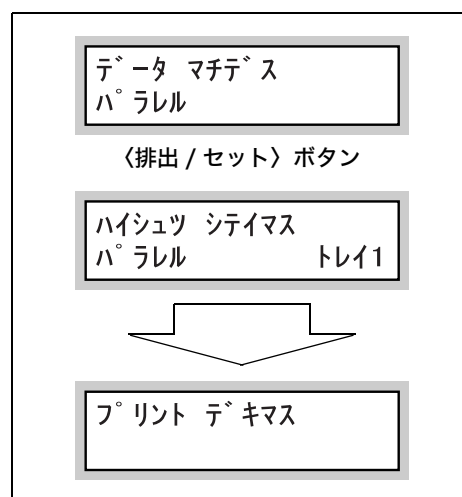 データ マチデス
パラレル
〈排出 / セット〉ボタン
ハイシュツ シテイマス
パラレル トレイ1
プリント デキマス